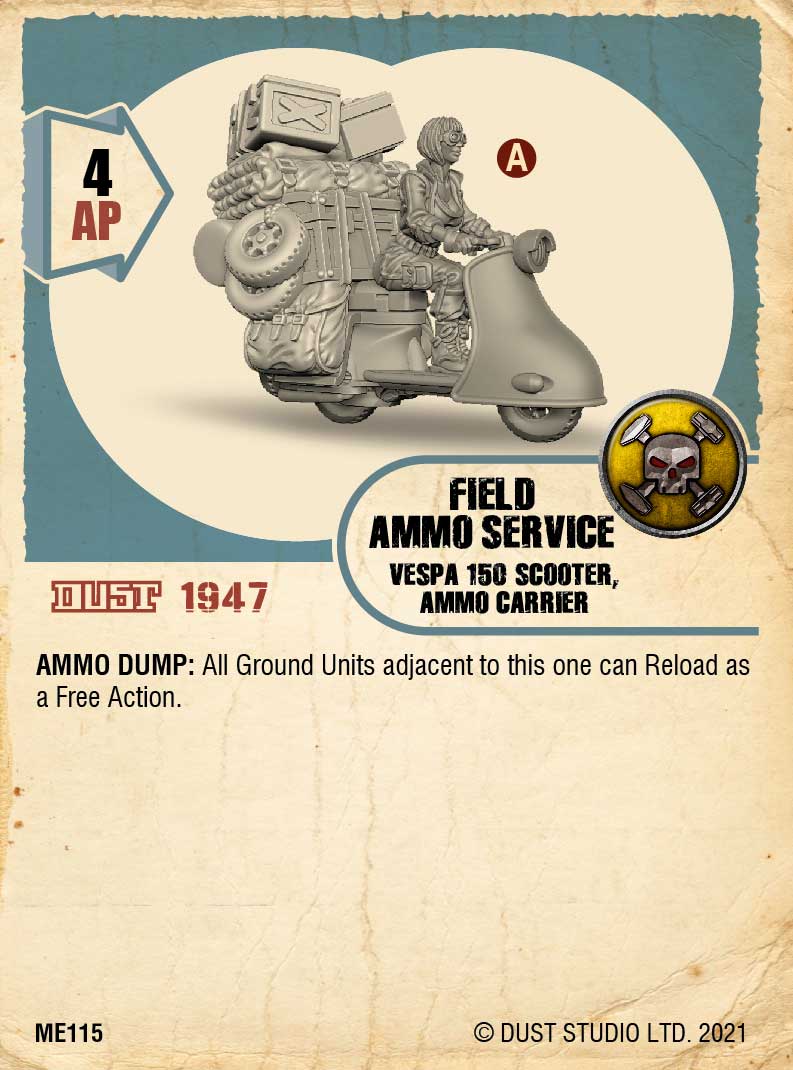 4
AP
A
FIELD
AMMO SERVICE
VESPA 150 SCOOTER,
AMMO CARRIER
DUST 1947
AMMO DUMP: All Ground Units adjacent to this one can Reload as
a Free Action.
ME115
© DUST STUDIO LTD. 2021